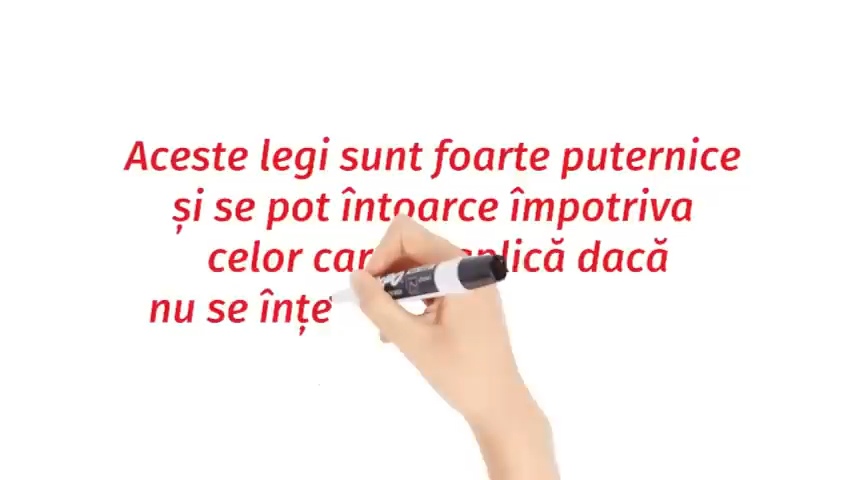 Aceste legi sunt foarte puternice
și se pot întoarce împotriva
celor dacă
nu se